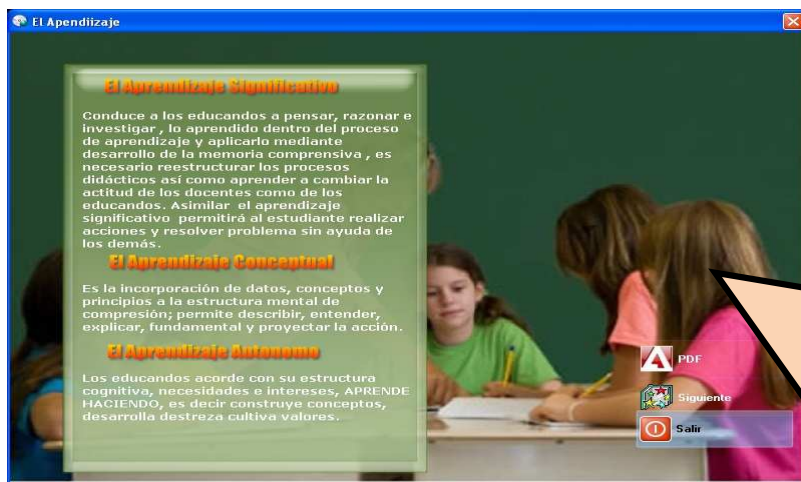 El Apendiizaje
El Aprendizaje Significativo
Conduce a los educandos a pensar, razonar e
investigar , lo aprendido dentro del proceso
de aprendizaje y aplicarlo mediante
desarrollo de la memoria comprensiva , es
necesario reestructurar los procesos
didácticos así como aprender a cambiar la
actitud de los docentes como de los
educandos. Asimilar el aprendizaje
significativo permitirá al estudiante realizar
acciones y resolver problema sin ayuda de
los demás.
El Aprendizaje Conceptual
Es la incorporación de datos, conceptos y
principios a la estructura mental de
compresión; permite describir, entender,
explicar, fundamental y proyectar la acción.
El Aprendizaje Autonomo
Los educandos acorde con su estructura
cognitiva, necesidades e intereses, APRENDE
HACIENDO, es decir construye conceptos,
desarrolla destreza cultiva valores.
PDF
Siguiente
Salir